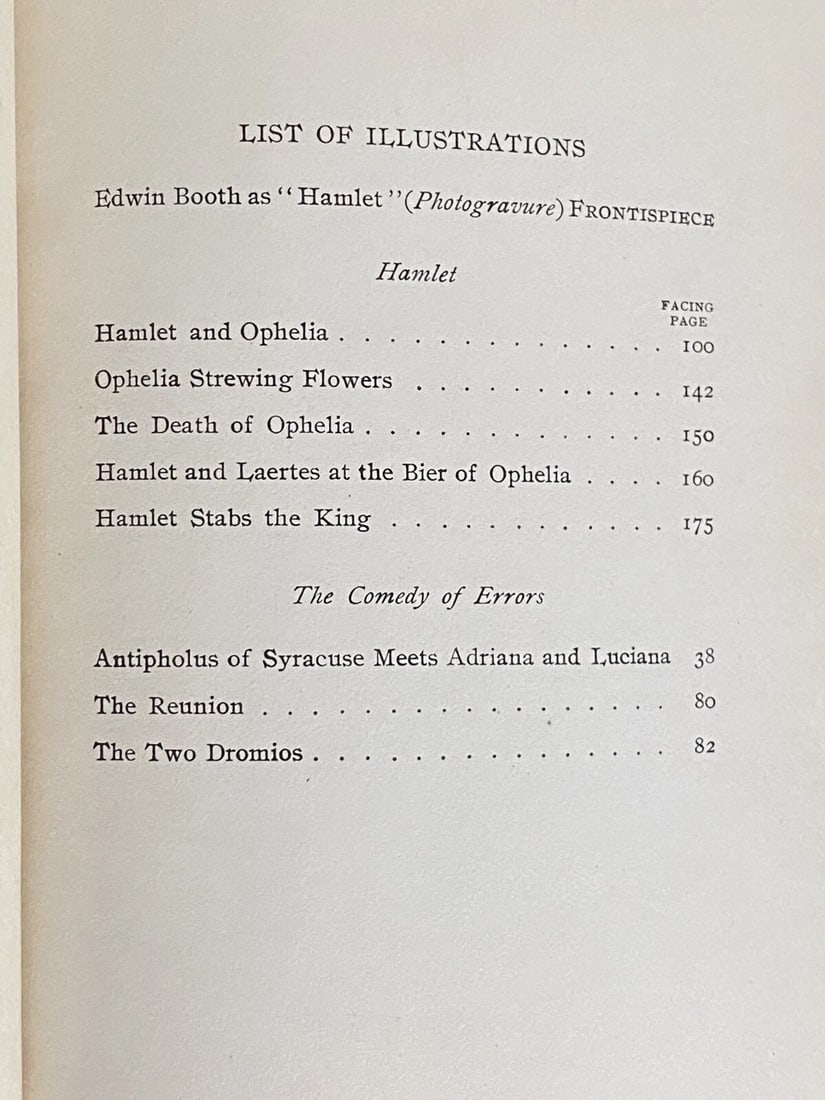 LIST OF ILLUSTRATIONS
Edwin Booth as “Hamlet” (Photogravure) FRONTISPIECE
Hamlet
FACING
PAGE
Hamlet and Ophelia . . . . . . . . . . . . . . 100
Ophelia Strewing Flowers . . . . . . . . . . . 142
The Death of Ophelia . . . . . . . . . . . . . 150
Hamlet and Laertes at the Bier of Ophelia . . . . 160
Hamlet Stabs the King . . . . . . . . . . . . 175
The Comedy of Errors
Antipholus of Syracuse Meets Adriana and Luciana 38
The Reunion . . . . . . . . . . . . . . . . . 80
The Two Dromios . . . . . . . . . . . . . . . 82